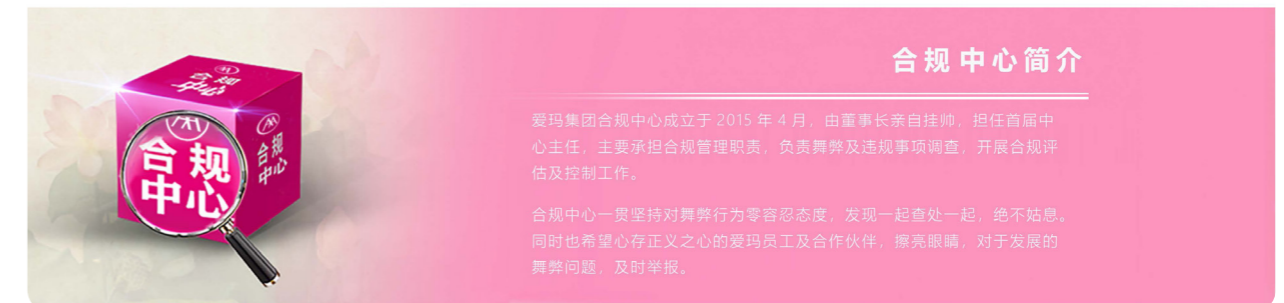 合规中心
合规中心
合规
中心
合规中心简介
爱玛集团合规中心成立于 2015 年 4 月，由董事长亲自挂帅，担任首届中
心主任，主要承担合规管理职责，负责舞弊及违规事项调查，开展合规评
估及控制工作。
合规中心一贯坚持对舞弊行为零容忍态度，发现一起查处一起，绝不姑息。
同时也希望心存正义之心的爱玛员工及合作伙伴，擦亮眼睛，对于发展的
舞弊问题，及时举报。